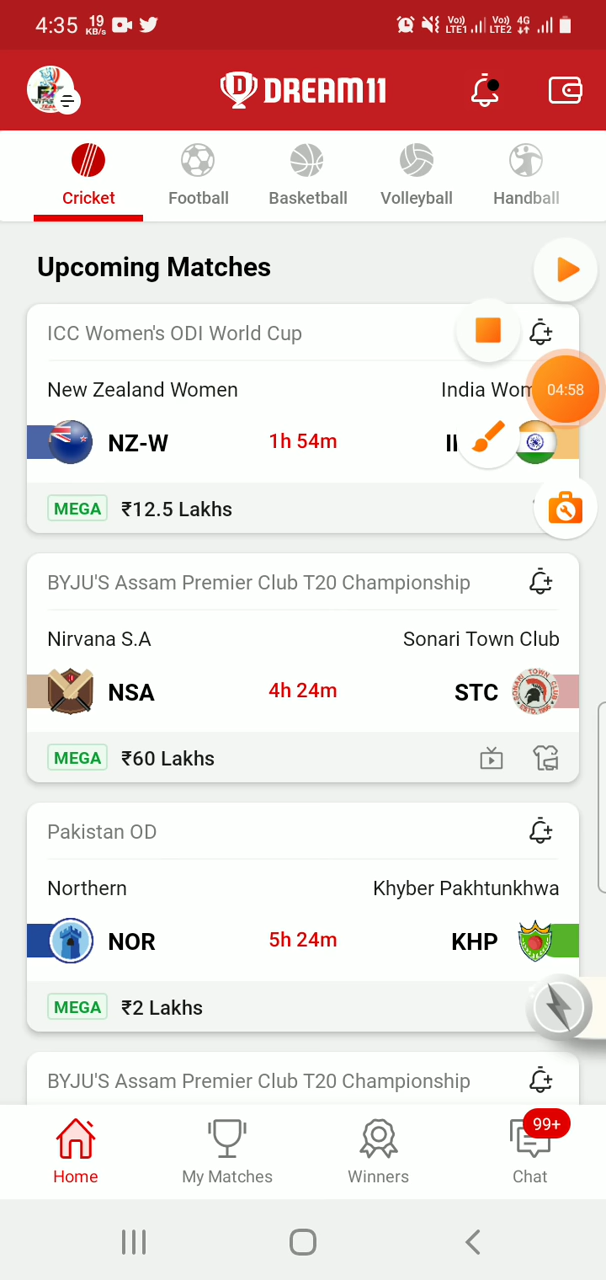 4:35 19 KB/s Vo)) LTE1 Vo)) LTE2 4G
DREAM11
Cricket Football Basketball Volleyball Handball
Upcoming Matches
ICC Women's ODI World Cup
New Zealand Women India Wom
NZ-W 1h 54m
04:58
MEGA ₹12.5 Lakhs
BYJU'S Assam Premier Club T20 Championship
Nirvana S.A Sonari Town Club
NSA 4h 24m STC
SONARI TOWN CLUB
MEGA ₹60 Lakhs
Pakistan OD
Northern Khyber Pakhtunkhwa
NOR 5h 24m KHP
MEGA ₹2 Lakhs
BYJU'S Assam Premier Club T20 Championship
99+
Home My Matches Winners Chat